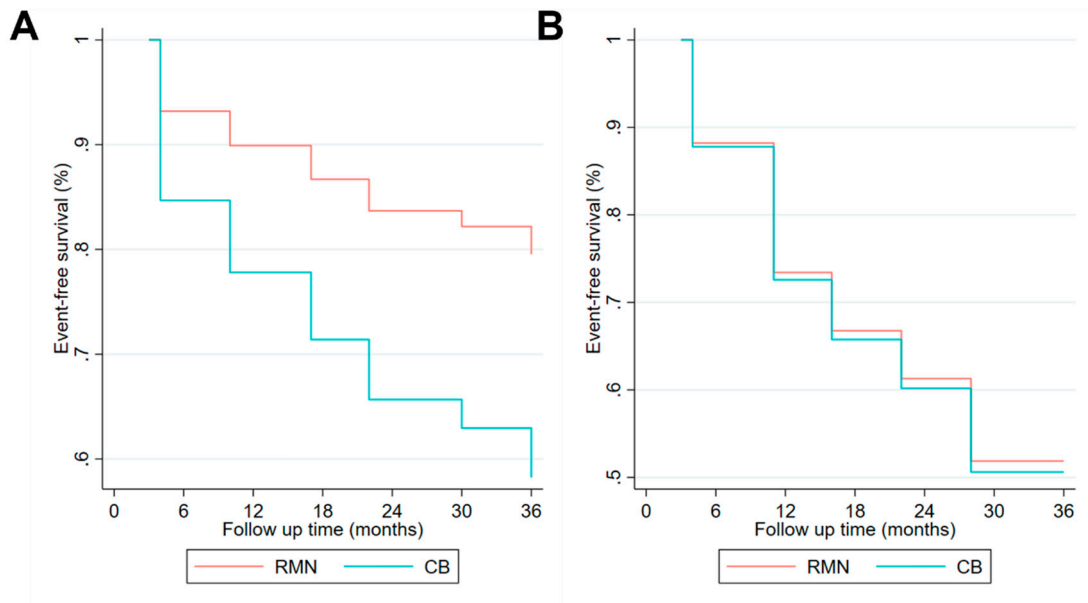 A
Event-free survival (%)
1
.9
.8
.7
.6
0 6 12 18 24 30 36
Follow up time (months)
RMN CB
B
Event-free survival (%)
1
.9
.8
.7
.6
.5
0 6 12 18 24 30 36
Follow up time (months)
RMN CB